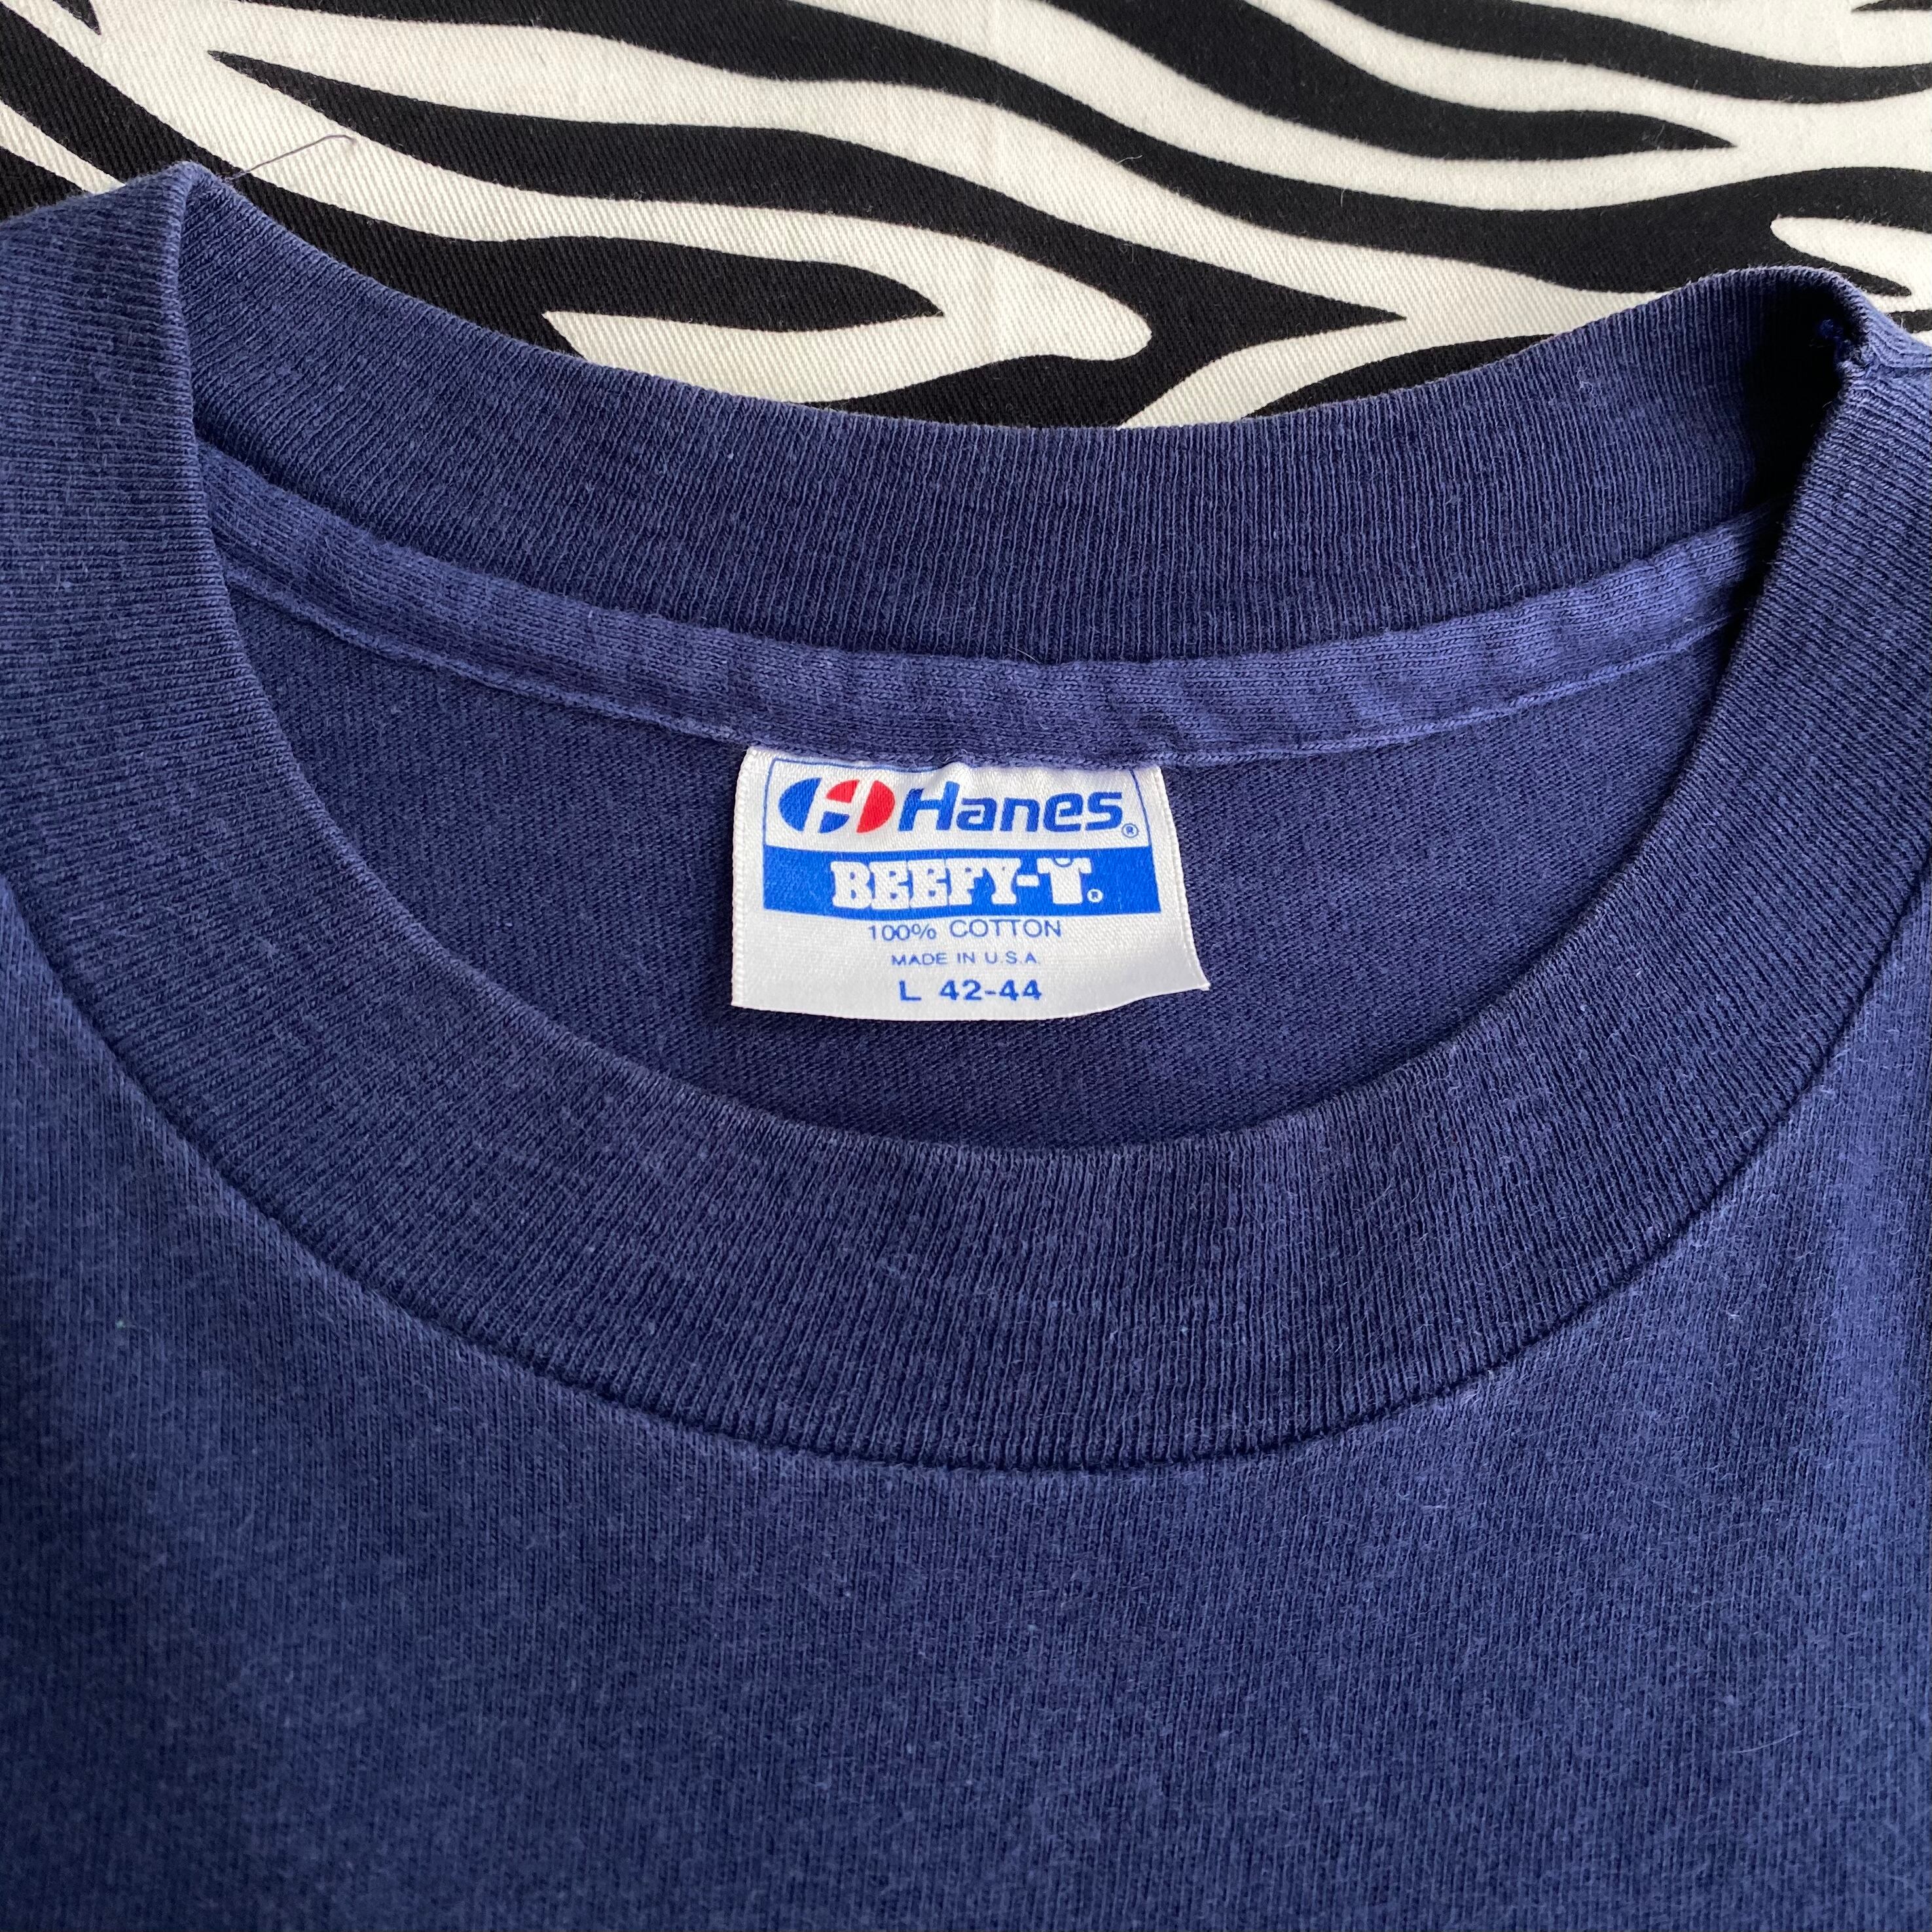 Hanes®
BEEFY-T®
100% COTTON
MADE IN U.S.A.
L 42-44